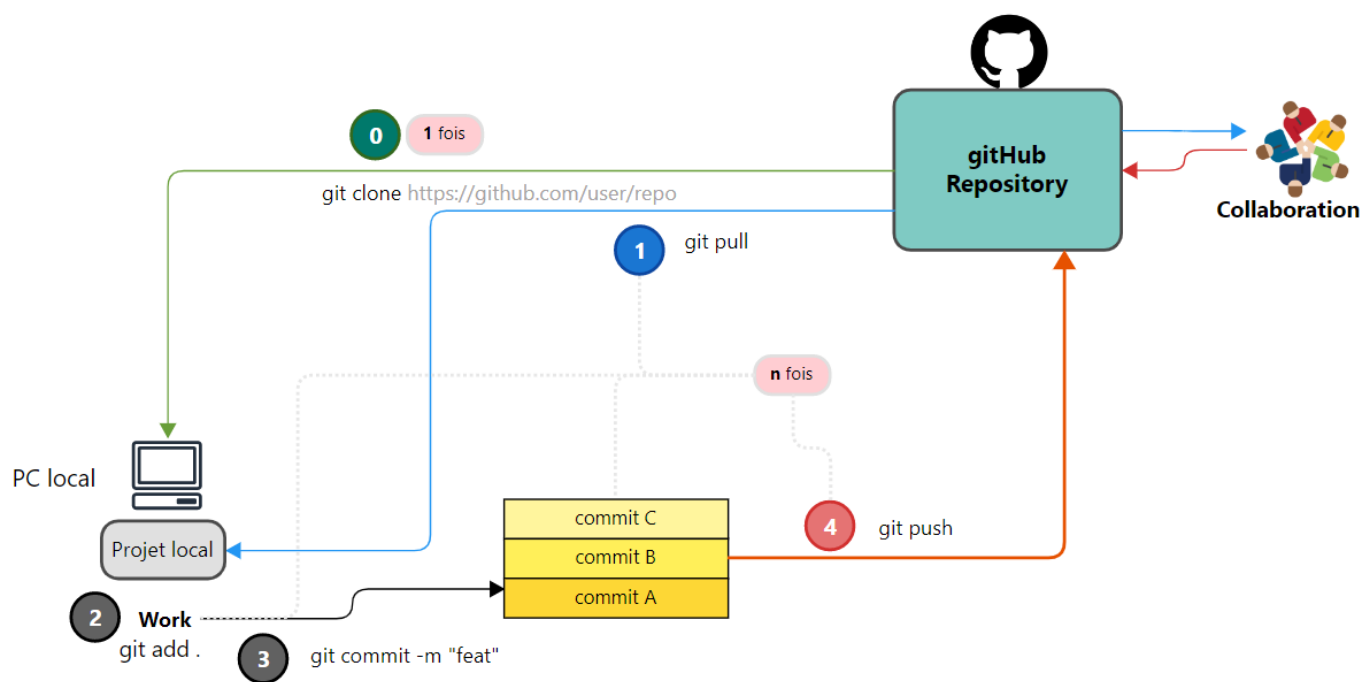 0
1 fois
git clone https://github.com/user/repo
gitHub
Repository
Collaboration
1
git pull
n fois
PC local
Projet local
commit C
commit B
commit A
4
git push
2
Work
git add .
3
git commit -m "feat"